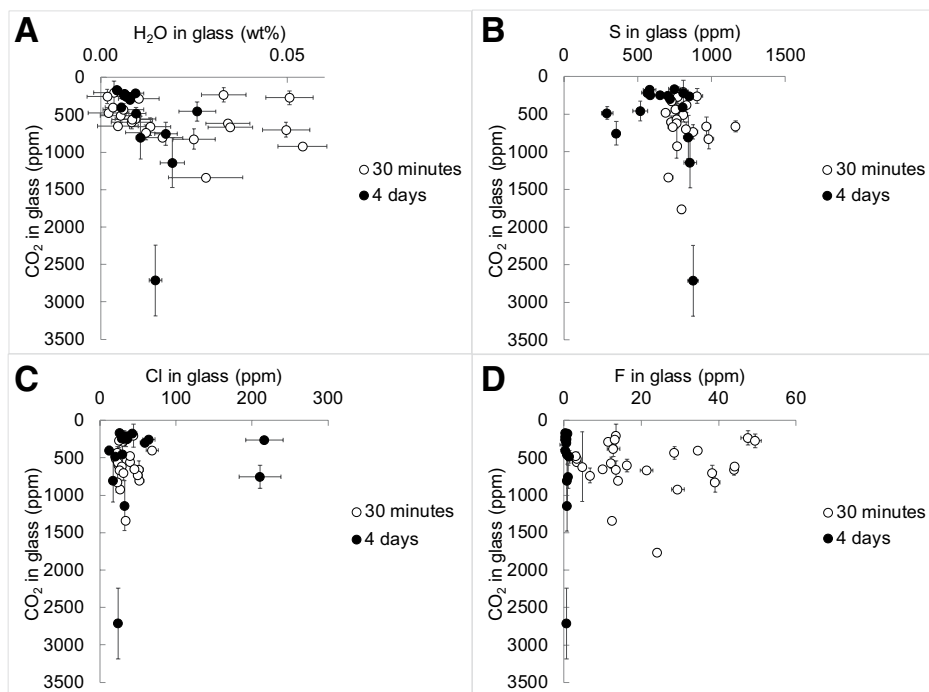 A
H₂O in glass (wt%)
0.00 0.05
CO₂ in glass (ppm)
0
500
1000
1500
2000
2500
3000
3500
30 minutes
4 days
B
S in glass (ppm)
0 500 1000 1500
CO₂ in glass (ppm)
0
500
1000
1500
2000
2500
3000
3500
30 minutes
4 days
C
Cl in glass (ppm)
0 100 200 300
CO₂ in glass (ppm)
0
500
1000
1500
2000
2500
3000
3500
30 minutes
4 days
D
F in glass (ppm)
0 20 40 60
CO₂ in glass (ppm)
0
500
1000
1500
2000
2500
3000
3500
30 minutes
4 days